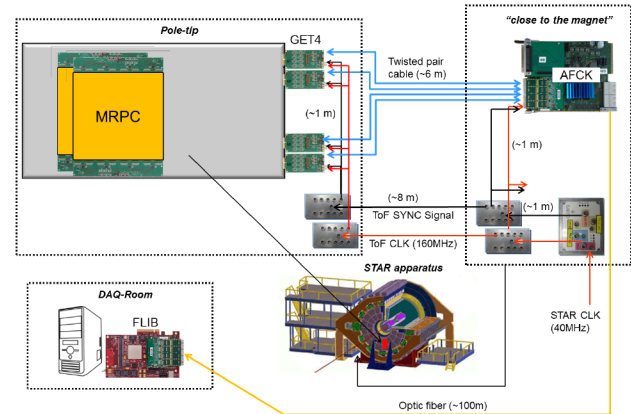 Pole-tip
“close to the magnet”
GET4
Twisted pair
cable (~6 m)
AFCK
MRPC
(~1 m)
(~1 m)
(~8 m)
(~1 m)
ToF SYNC Signal
ToF CLK (160MHz)
STAR apparatus
DAQ-Room
FLIB
STAR CLK
(40MHz)
Optic fiber (~100m)